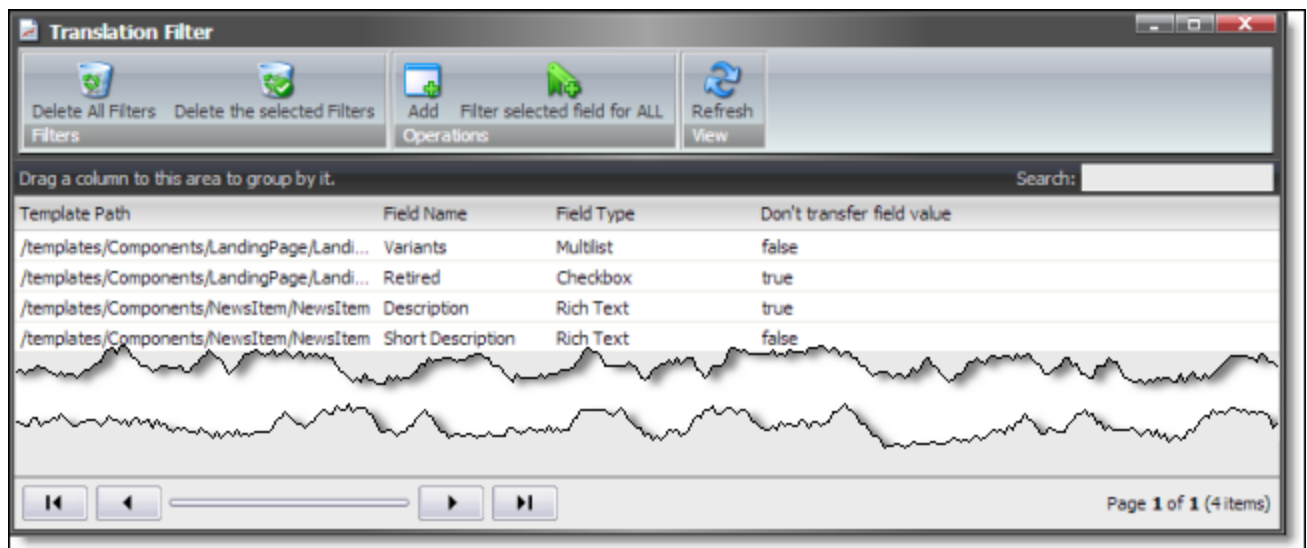 Translation Filter
Delete All Filters Delete the selected Filters Add Filter selected field for ALL Refresh
Filters Operations View
Drag a column to this area to group by it. Search:
Template Path Field Name Field Type Don't transfer field value
/templates/Components/LandingPage/Landi... Variants Multilist false
/templates/Components/LandingPage/Landi... Retired Checkbox true
/templates/Components/NewsItem/NewsItem Description Rich Text true
/templates/Components/NewsItem/NewsItem Short Description Rich Text false
Page 1 of 1 (4 items)